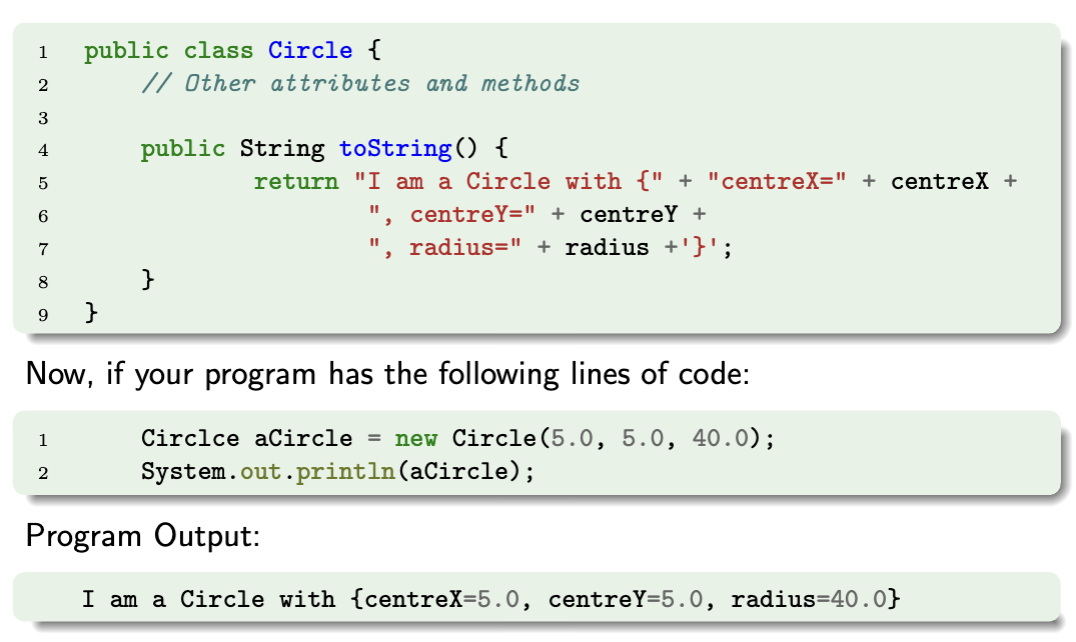 1 public class Circle {
2 // Other attributes and methods
3
4 public String toString() {
5 return "I am a Circle with {" + "centreX=" + centreX +
6 ", centreY=" + centreY +
7 ", radius=" + radius +'}';
8 }
9 }
Now, if your program has the following lines of code:
1 Circlce aCircle = new Circle(5.0, 5.0, 40.0);
2 System.out.println(aCircle);
Program Output:
I am a Circle with {centreX=5.0, centreY=5.0, radius=40.0}